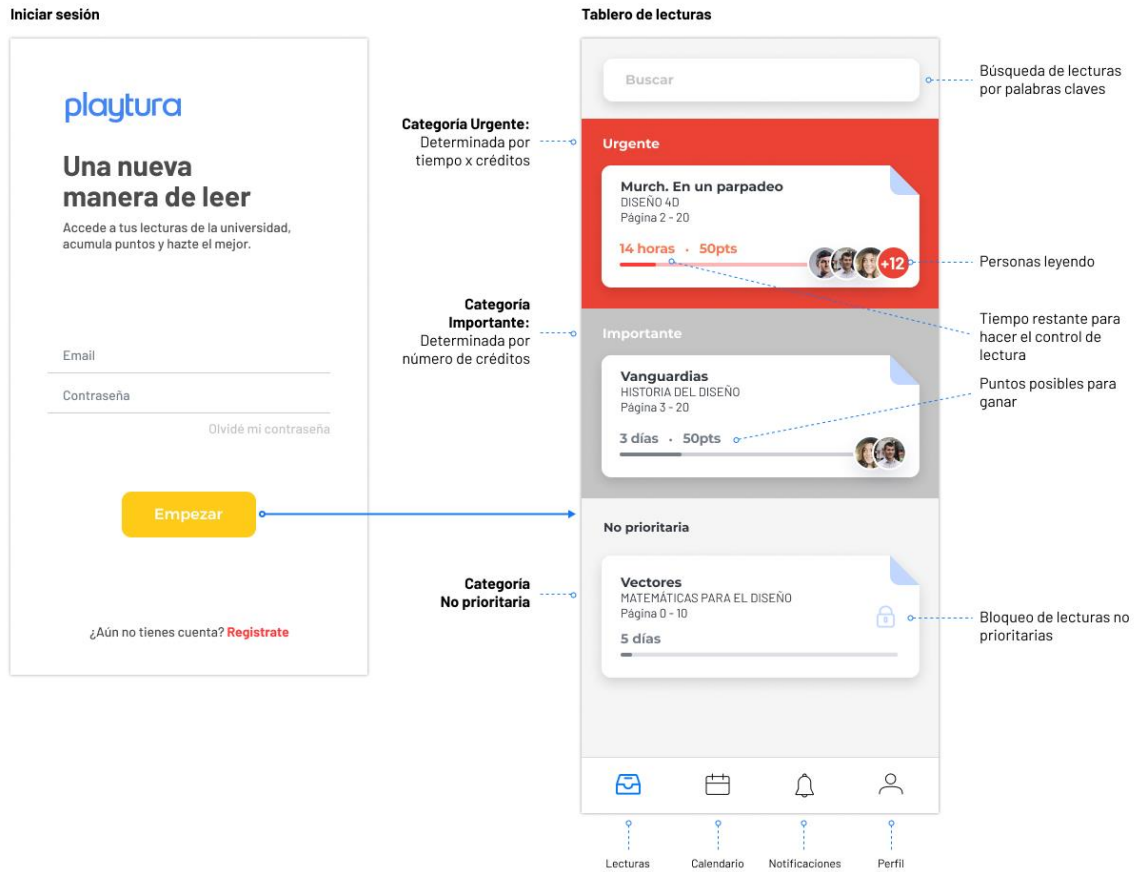 Iniciar sesión
playtura
Una nueva
manera de leer
Accede a tus lecturas de la universidad,
acumula puntos y hazte el mejor.
Email
Contraseña
Olvidé mi contraseña
Empezar
¿Aún no tienes cuenta? Registrate
Categoría Urgente:
Determinada por
tiempo x créditos
Categoría
Importante:
Determinada por
número de créditos
Categoría
No prioritaria
Tablero de lecturas
Buscar
Urgente
Murch. En un parpadeo
DISEÑO 4D
Página 2 - 20
14 horas · 50pts
+12
Importante
Vanguardias
HISTORIA DEL DISEÑO
Página 3 - 20
3 días · 50pts
No prioritaria
Vectores
MATEMÁTICAS PARA EL DISEÑO
Página 0 - 10
5 días
Lecturas
Calendario
Notificaciones
Perfil
Búsqueda de lecturas
por palabras claves
Personas leyendo
Tiempo restante para
hacer el control de
lectura
Puntos posibles para
ganar
Bloqueo de lecturas no
prioritarias